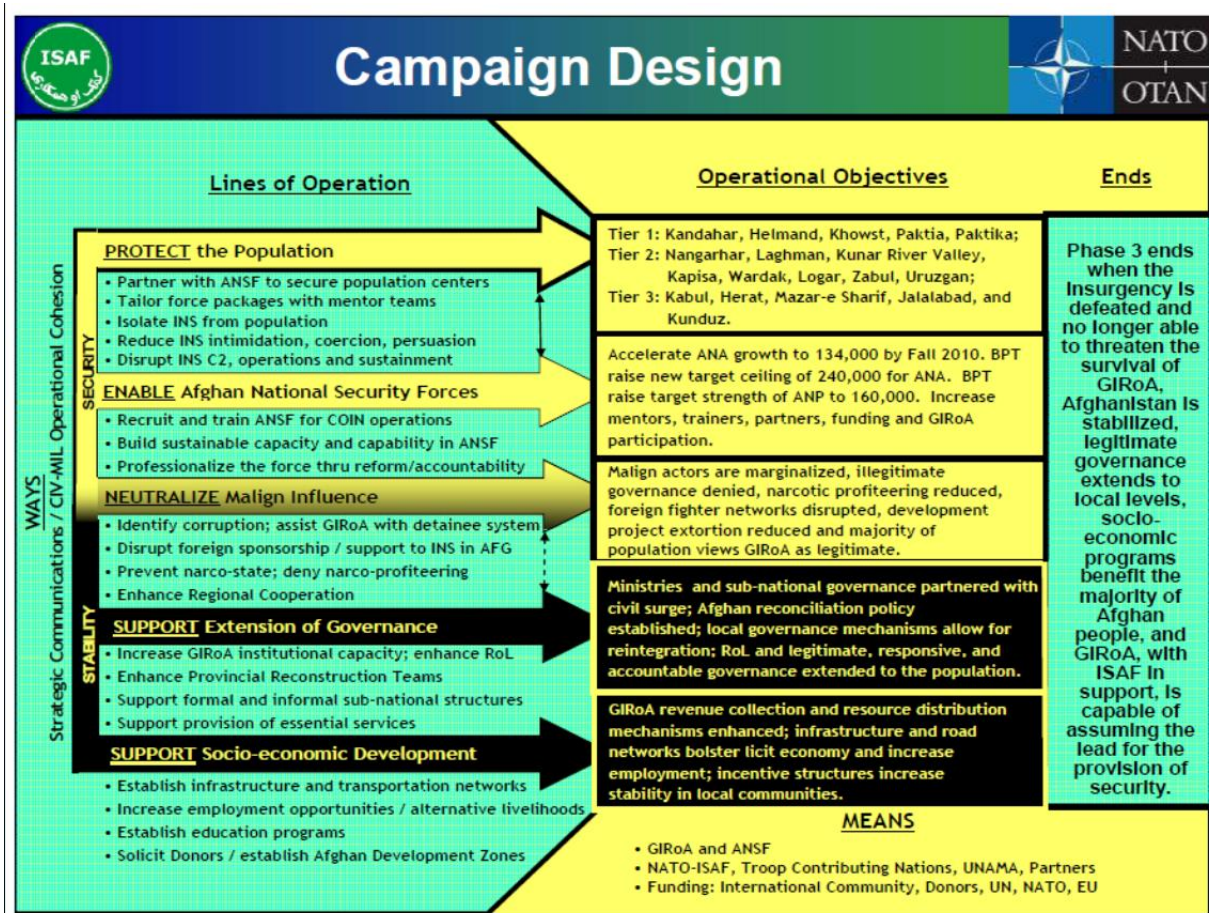 ISAF
کمک او همکاری
Campaign Design
NATO
OTAN
Lines of Operation
WAYS
Strategic Communications / CIV-MIL Operational Cohesion
SECURITY
STABILITY
PROTECT the Population
• Partner with ANSF to secure population centers
• Tailor force packages with mentor teams
• Isolate INS from population
• Reduce INS intimidation, coercion, persuasion
• Disrupt INS C2, operations and sustainment
ENABLE Afghan National Security Forces
• Recruit and train ANSF for COIN operations
• Build sustainable capacity and capability in ANSF
• Professionalize the force thru reform/accountability
NEUTRALIZE Malign Influence
• Identify corruption; assist GIRoA with detainee system
• Disrupt foreign sponsorship / support to INS in AFG
• Prevent narco-state; deny narco-profiteering
• Enhance Regional Cooperation
SUPPORT Extension of Governance
• Increase GIRoA institutional capacity; enhance RoL
• Enhance Provincial Reconstruction Teams
• Support formal and informal sub-national structures
• Support provision of essential services
SUPPORT Socio-economic Development
• Establish infrastructure and transportation networks
• Increase employment opportunities / alternative livelihoods
• Establish education programs
• Solicit Donors / establish Afghan Development Zones
Operational Objectives
Tier 1: Kandahar, Helmand, Khowst, Paktia, Paktika;
Tier 2: Nangarhar, Laghman, Kunar River Valley,
Kapisa, Wardak, Logar, Zabul, Uruzgan;
Tier 3: Kabul, Herat, Mazar-e Sharif, Jalalabad, and
Kunduz.
Accelerate ANA growth to 134,000 by Fall 2010. BPT
raise new target ceiling of 240,000 for ANA. BPT
raise target strength of ANP to 160,000. Increase
mentors, trainers, partners, funding and GIRoA
participation.
Malign actors are marginalized, illegitimate
governance denied, narcotic profiteering reduced,
foreign fighter networks disrupted, development
project extortion reduced and majority of
population views GIRoA as legitimate.
Ministries and sub-national governance partnered with
civil surge; Afghan reconciliation policy
established; local governance mechanisms allow for
reintegration; RoL and legitimate, responsive, and
accountable governance extended to the population.
GIRoA revenue collection and resource distribution
mechanisms enhanced; infrastructure and road
networks bolster licit economy and increase
employment; incentive structures increase
stability in local communities.
Ends
Phase 3 ends
when the
Insurgency is
defeated and
no longer able
to threaten the
survival of
GIRoA,
Afghanistan is
stabilized,
legitimate
governance
extends to
local levels,
socio-
economic
programs
benefit the
majority of
Afghan
people, and
GIRoA, with
ISAF in
support, is
capable of
assuming the
lead for the
provision of
security.
MEANS
• GIRoA and ANSF
• NATO-ISAF, Troop Contributing Nations, UNAMA, Partners
• Funding: International Community, Donors, UN, NATO, EU